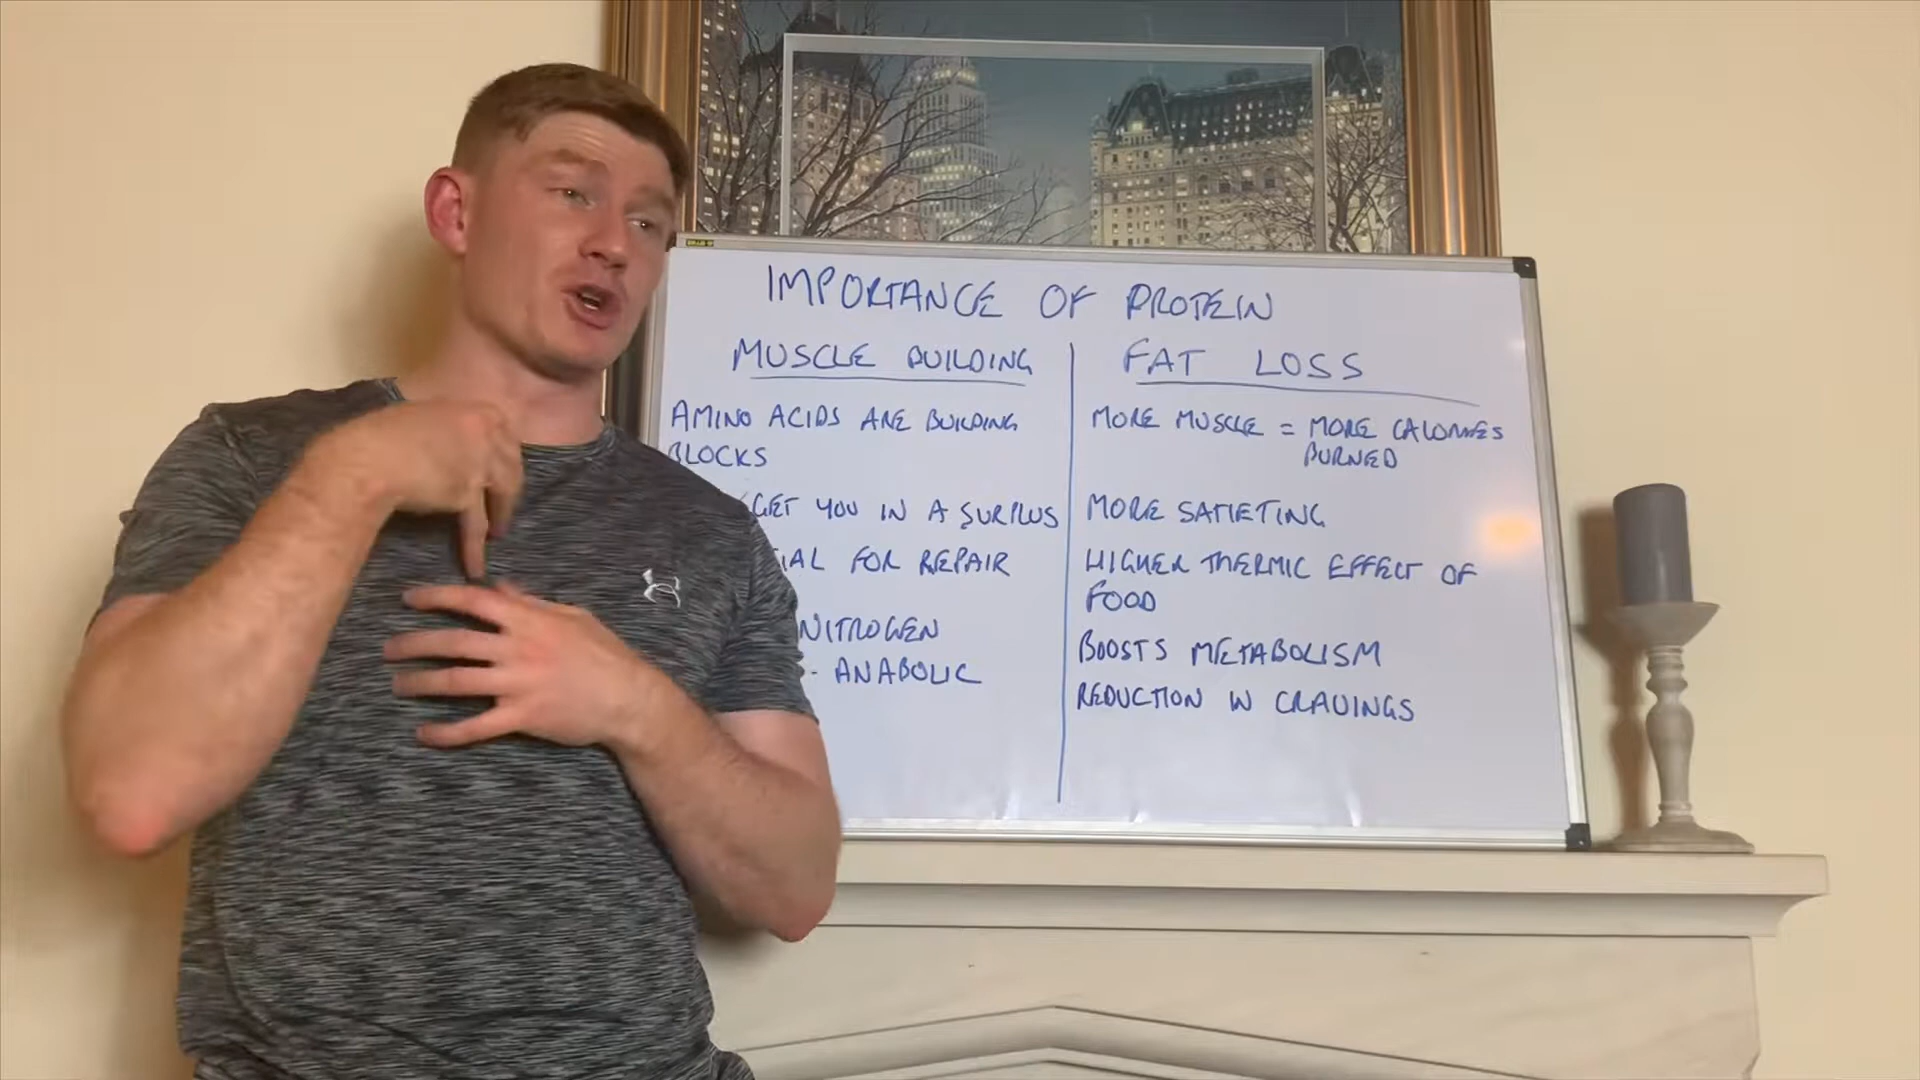 IMPORTANCE OF PROTEIN
MUSCLE BUILDING
AMINO ACIDS ARE BUILDING
BLOCKS
GET YOU IN A SURPLUS
FOR REPAIR
NITROGEN
- ANABOLIC
FAT LOSS
MORE MUSCLE = MORE CALORIES
BURNED
MORE SATIETING
HIGHER THERMIC EFFECT OF
FOOD
BOOSTS METABOLISM
REDUCTION IN CRAVINGS